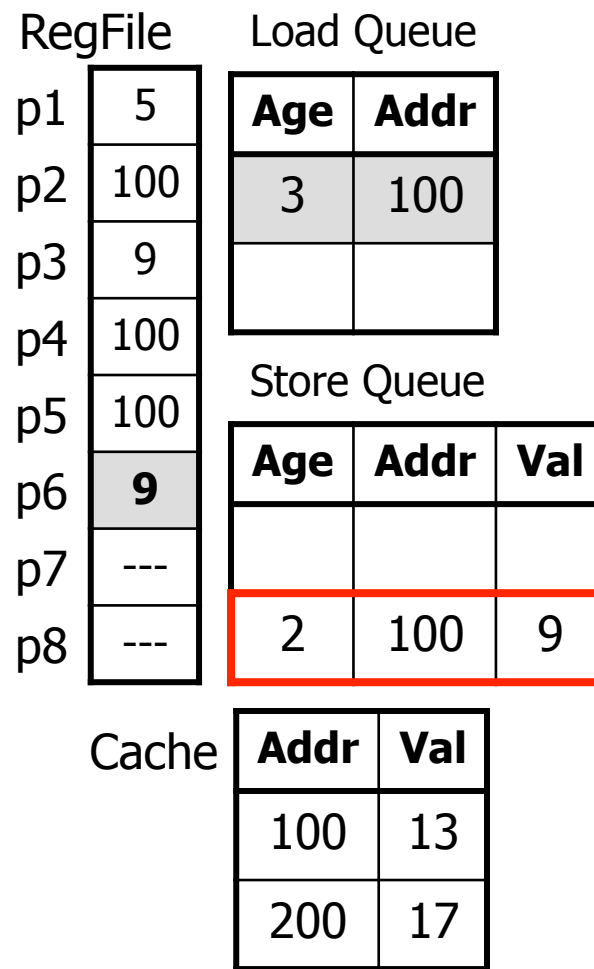 RegFile
p1 5
p2 100
p3 9
p4 100
p5 100
p6 9
p7 ---
p8 ---
Load Queue
Age Addr
3 100
Store Queue
Age Addr Val
2 100 9
Cache
Addr Val
100 13
200 17